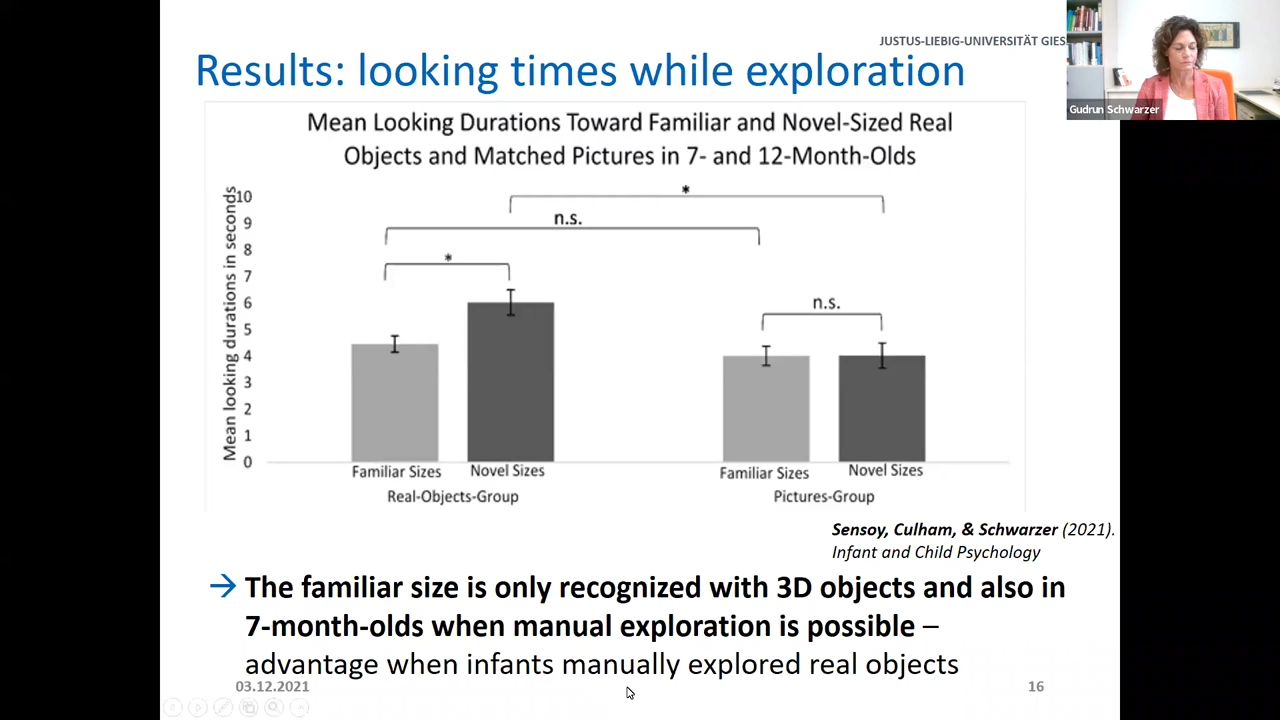 JUSTUS-LIEBIG-UNIVERSITÄT GIES
Gudrun Schwarzer
Results: looking times while exploration
Mean Looking Durations Toward Familiar and Novel-Sized Real
Objects and Matched Pictures in 7- and 12-Month-Olds
Mean looking durations in seconds
10
9
8
7
6
5
4
3
2
1
0
*
n.s.
*
n.s.
Familiar Sizes
Novel Sizes
Familiar Sizes
Novel Sizes
Real-Objects-Group
Pictures-Group
Sensoy, Culham, & Schwarzer (2021).
Infant and Child Psychology
→ The familiar size is only recognized with 3D objects and also in
7-month-olds when manual exploration is possible –
advantage when infants manually explored real objects
03.12.2021
16